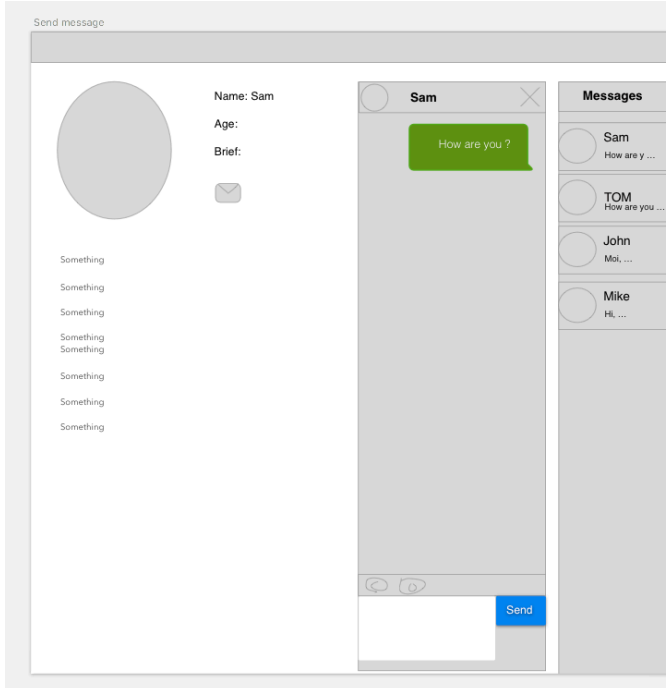 Send message
Name: Sam
Age:
Brief:
Something
Something
Something
Something
Something
Something
Something
Something
Sam
How are you ?
Send
Messages
Sam
How are y ...
TOM
How are you ...
John
Moi, ...
Mike
Hi, ...